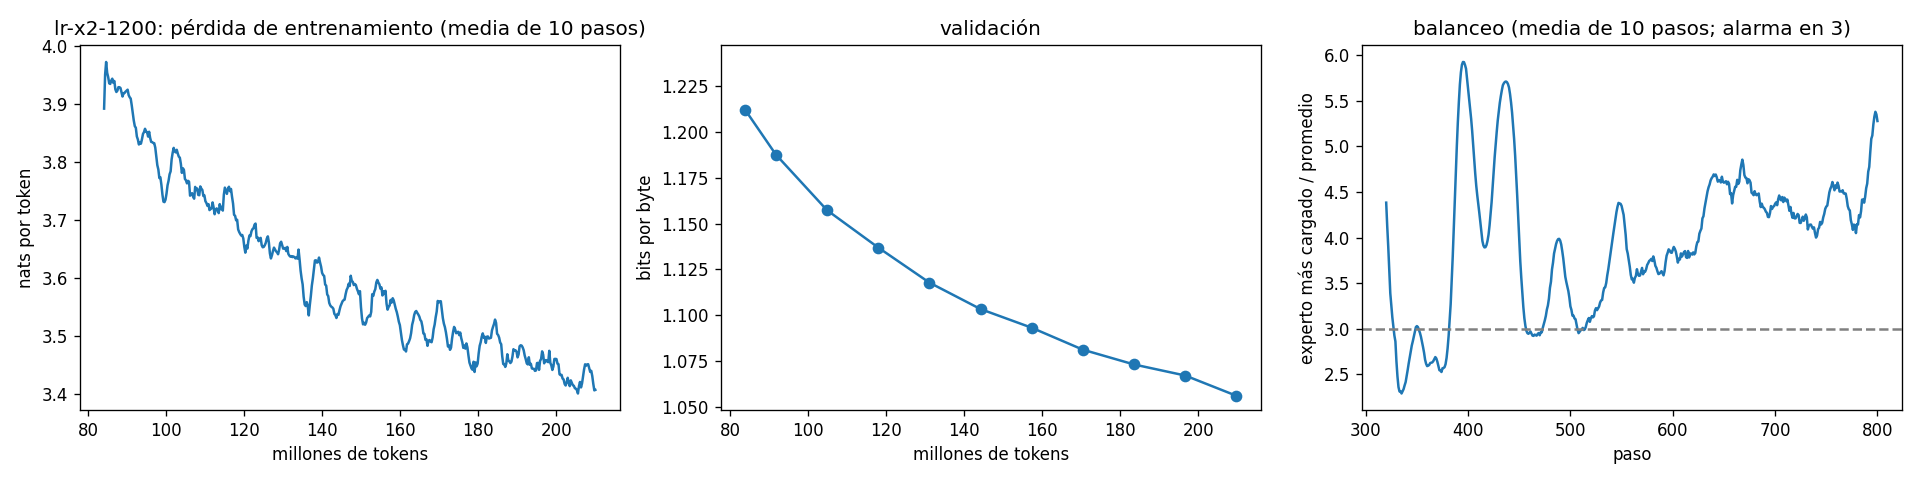 lr-x2-1200: pérdida de entrenamiento (media de 10 pasos)
4.0
3.9
3.8
3.7
3.6
3.5
3.4
nats por token
80 100 120 140 160 180 200
millones de tokens
validación
1.225
1.200
1.175
1.150
1.125
1.100
1.075
1.050
bits por byte
80 100 120 140 160 180 200
millones de tokens
balanceo (media de 10 pasos; alarma en 3)
6.0
5.5
5.0
4.5
4.0
3.5
3.0
2.5
experto más cargado / promedio
300 400 500 600 700 800
paso